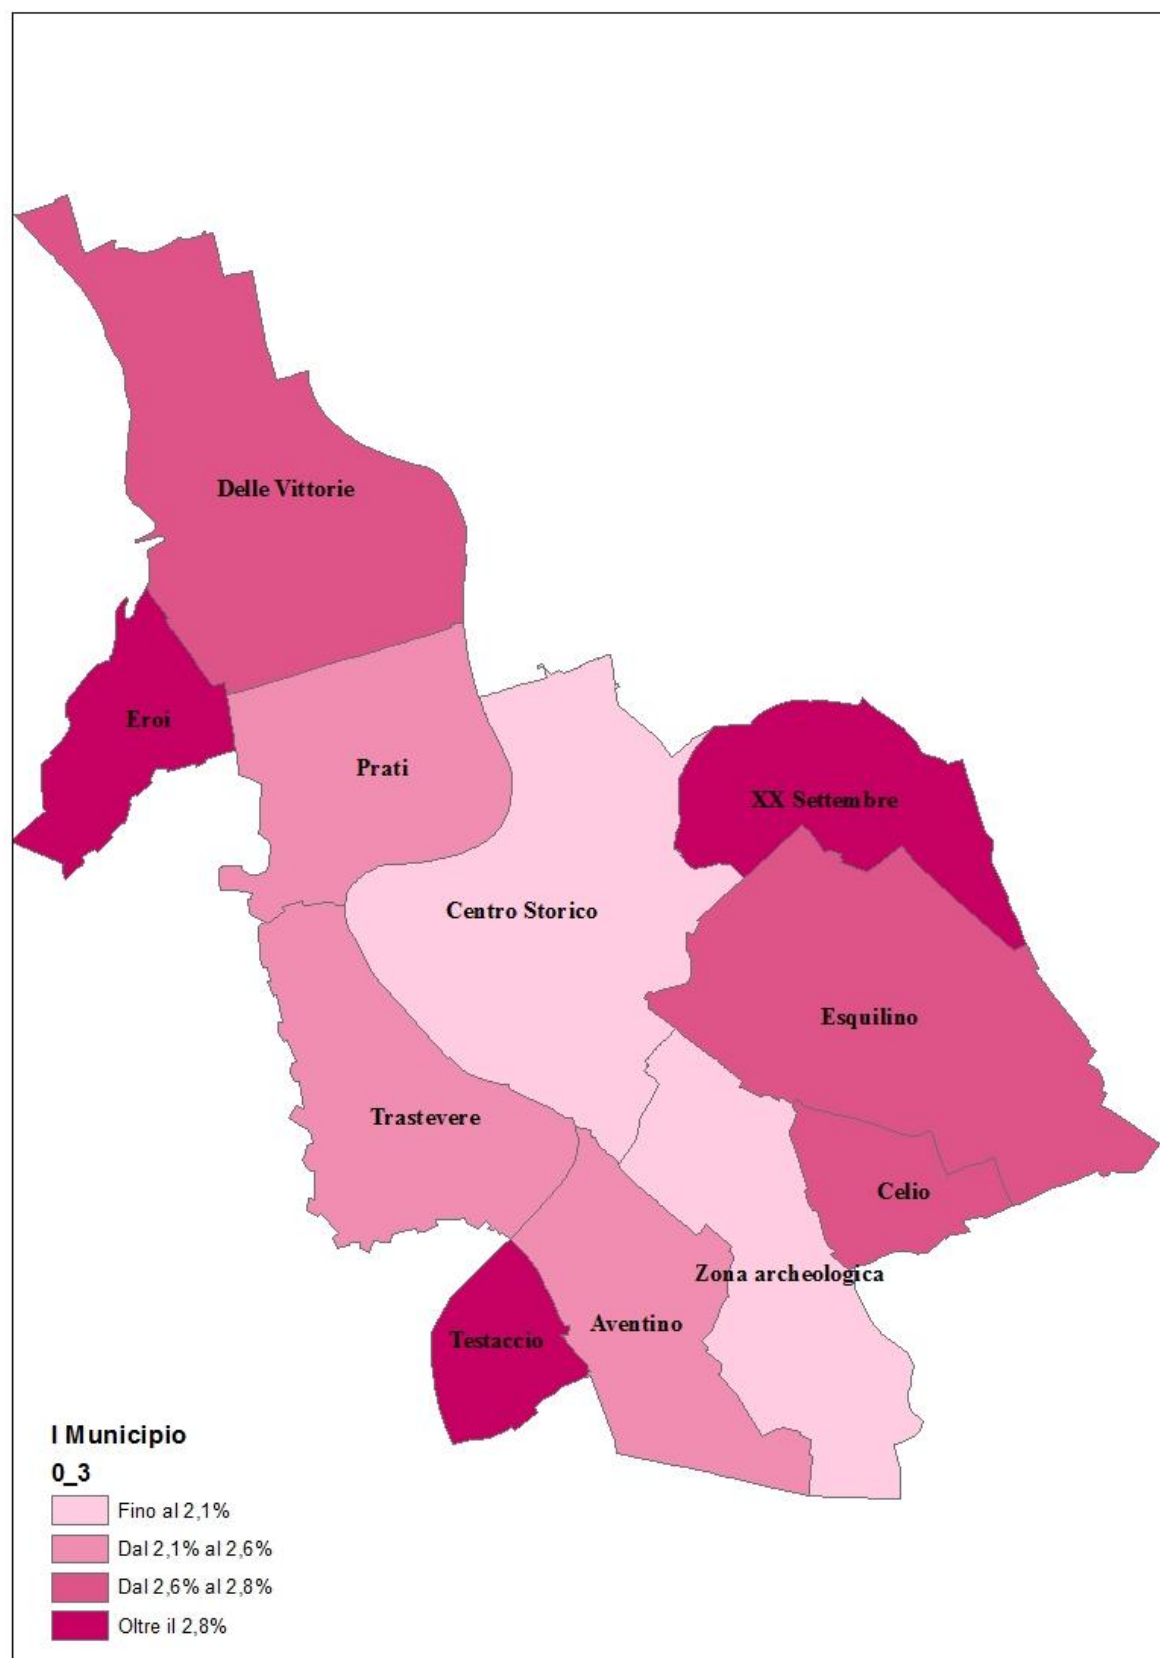 Delle Vittorie
Eroi
Prati
XX Settembre
Centro Storico
Esquilino
Trastevere
Celio
Zona archeologica
Aventino
Testaccio
I Municipio
0_3
Fino al 2,1%
Dal 2,1% al 2,6%
Dal 2,6% al 2,8%
Oltre il 2,8%